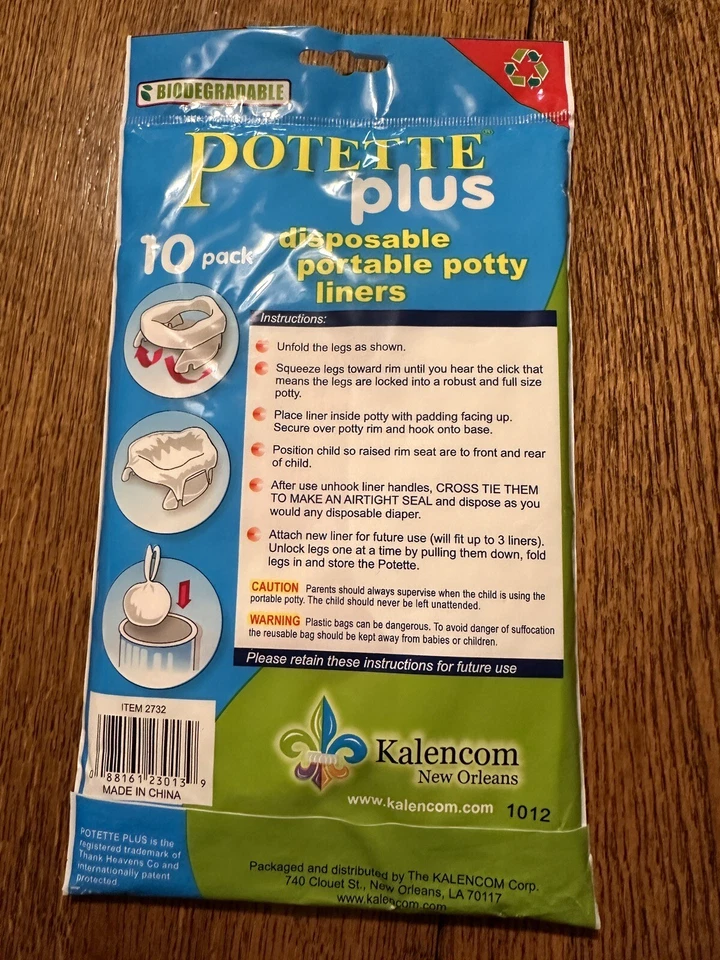 BIODEGRADABLE
POTETTE®
plus
10 pack
disposable
portable potty
liners
Instructions:
Unfold the legs as shown.
Squeeze legs toward rim until you hear the click that
means the legs are locked into a robust and full size
potty.
Place liner inside potty with padding facing up.
Secure over potty rim and hook onto base.
Position child so raised rim seat are to front and rear
of child.
After use unhook liner handles, CROSS TIE THEM
TO MAKE AN AIRTIGHT SEAL and dispose as you
would any disposable diaper.
Attach new liner for future use (will fit up to 3 liners).
Unlock legs one at a time by pulling them down, fold
legs in and store the Potette.
CAUTION Parents should always supervise when the child is using the
portable potty. The child should never be left unattended.
WARNING Plastic bags can be dangerous. To avoid danger of suffocation
the reusable bag should be kept away from babies or children.
Please retain these instructions for future use
ITEM 2732
0 88161 23013 9
MADE IN CHINA
Kalencom
New Orleans
www.kalencom.com 1012
POTETTE PLUS is the
registered trademark of
Thank Heavens Co and
internationally patent
protected
Packaged and distributed by The KALENCOM Corp.
740 Clouet St., New Orleans, LA 70117
www.kalencom.com